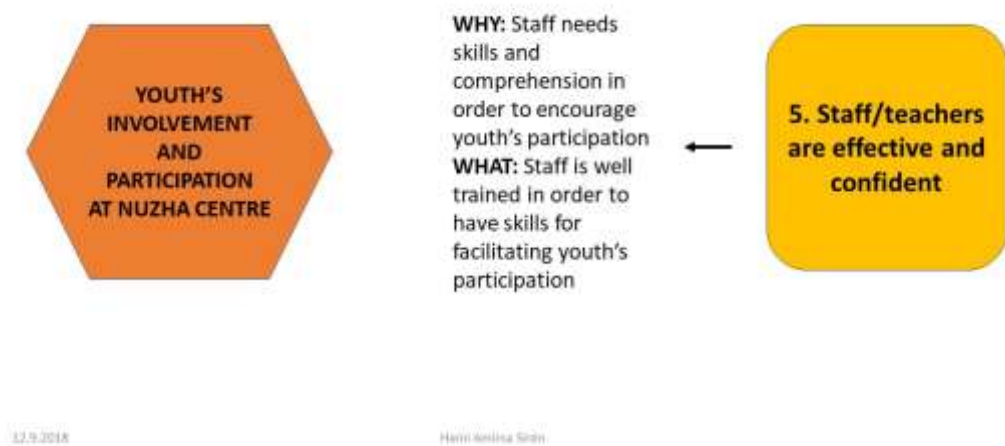 YOUTH'S
INVOLVEMENT
AND
PARTICIPATION
AT NUZHA CENTRE
WHY: Staff needs
skills and
comprehension in
order to encourage
youth's participation
WHAT: Staff is well
trained in order to
have skills for
facilitating youth's
participation
5. Staff/teachers
are effective and
confident
12.9.2018